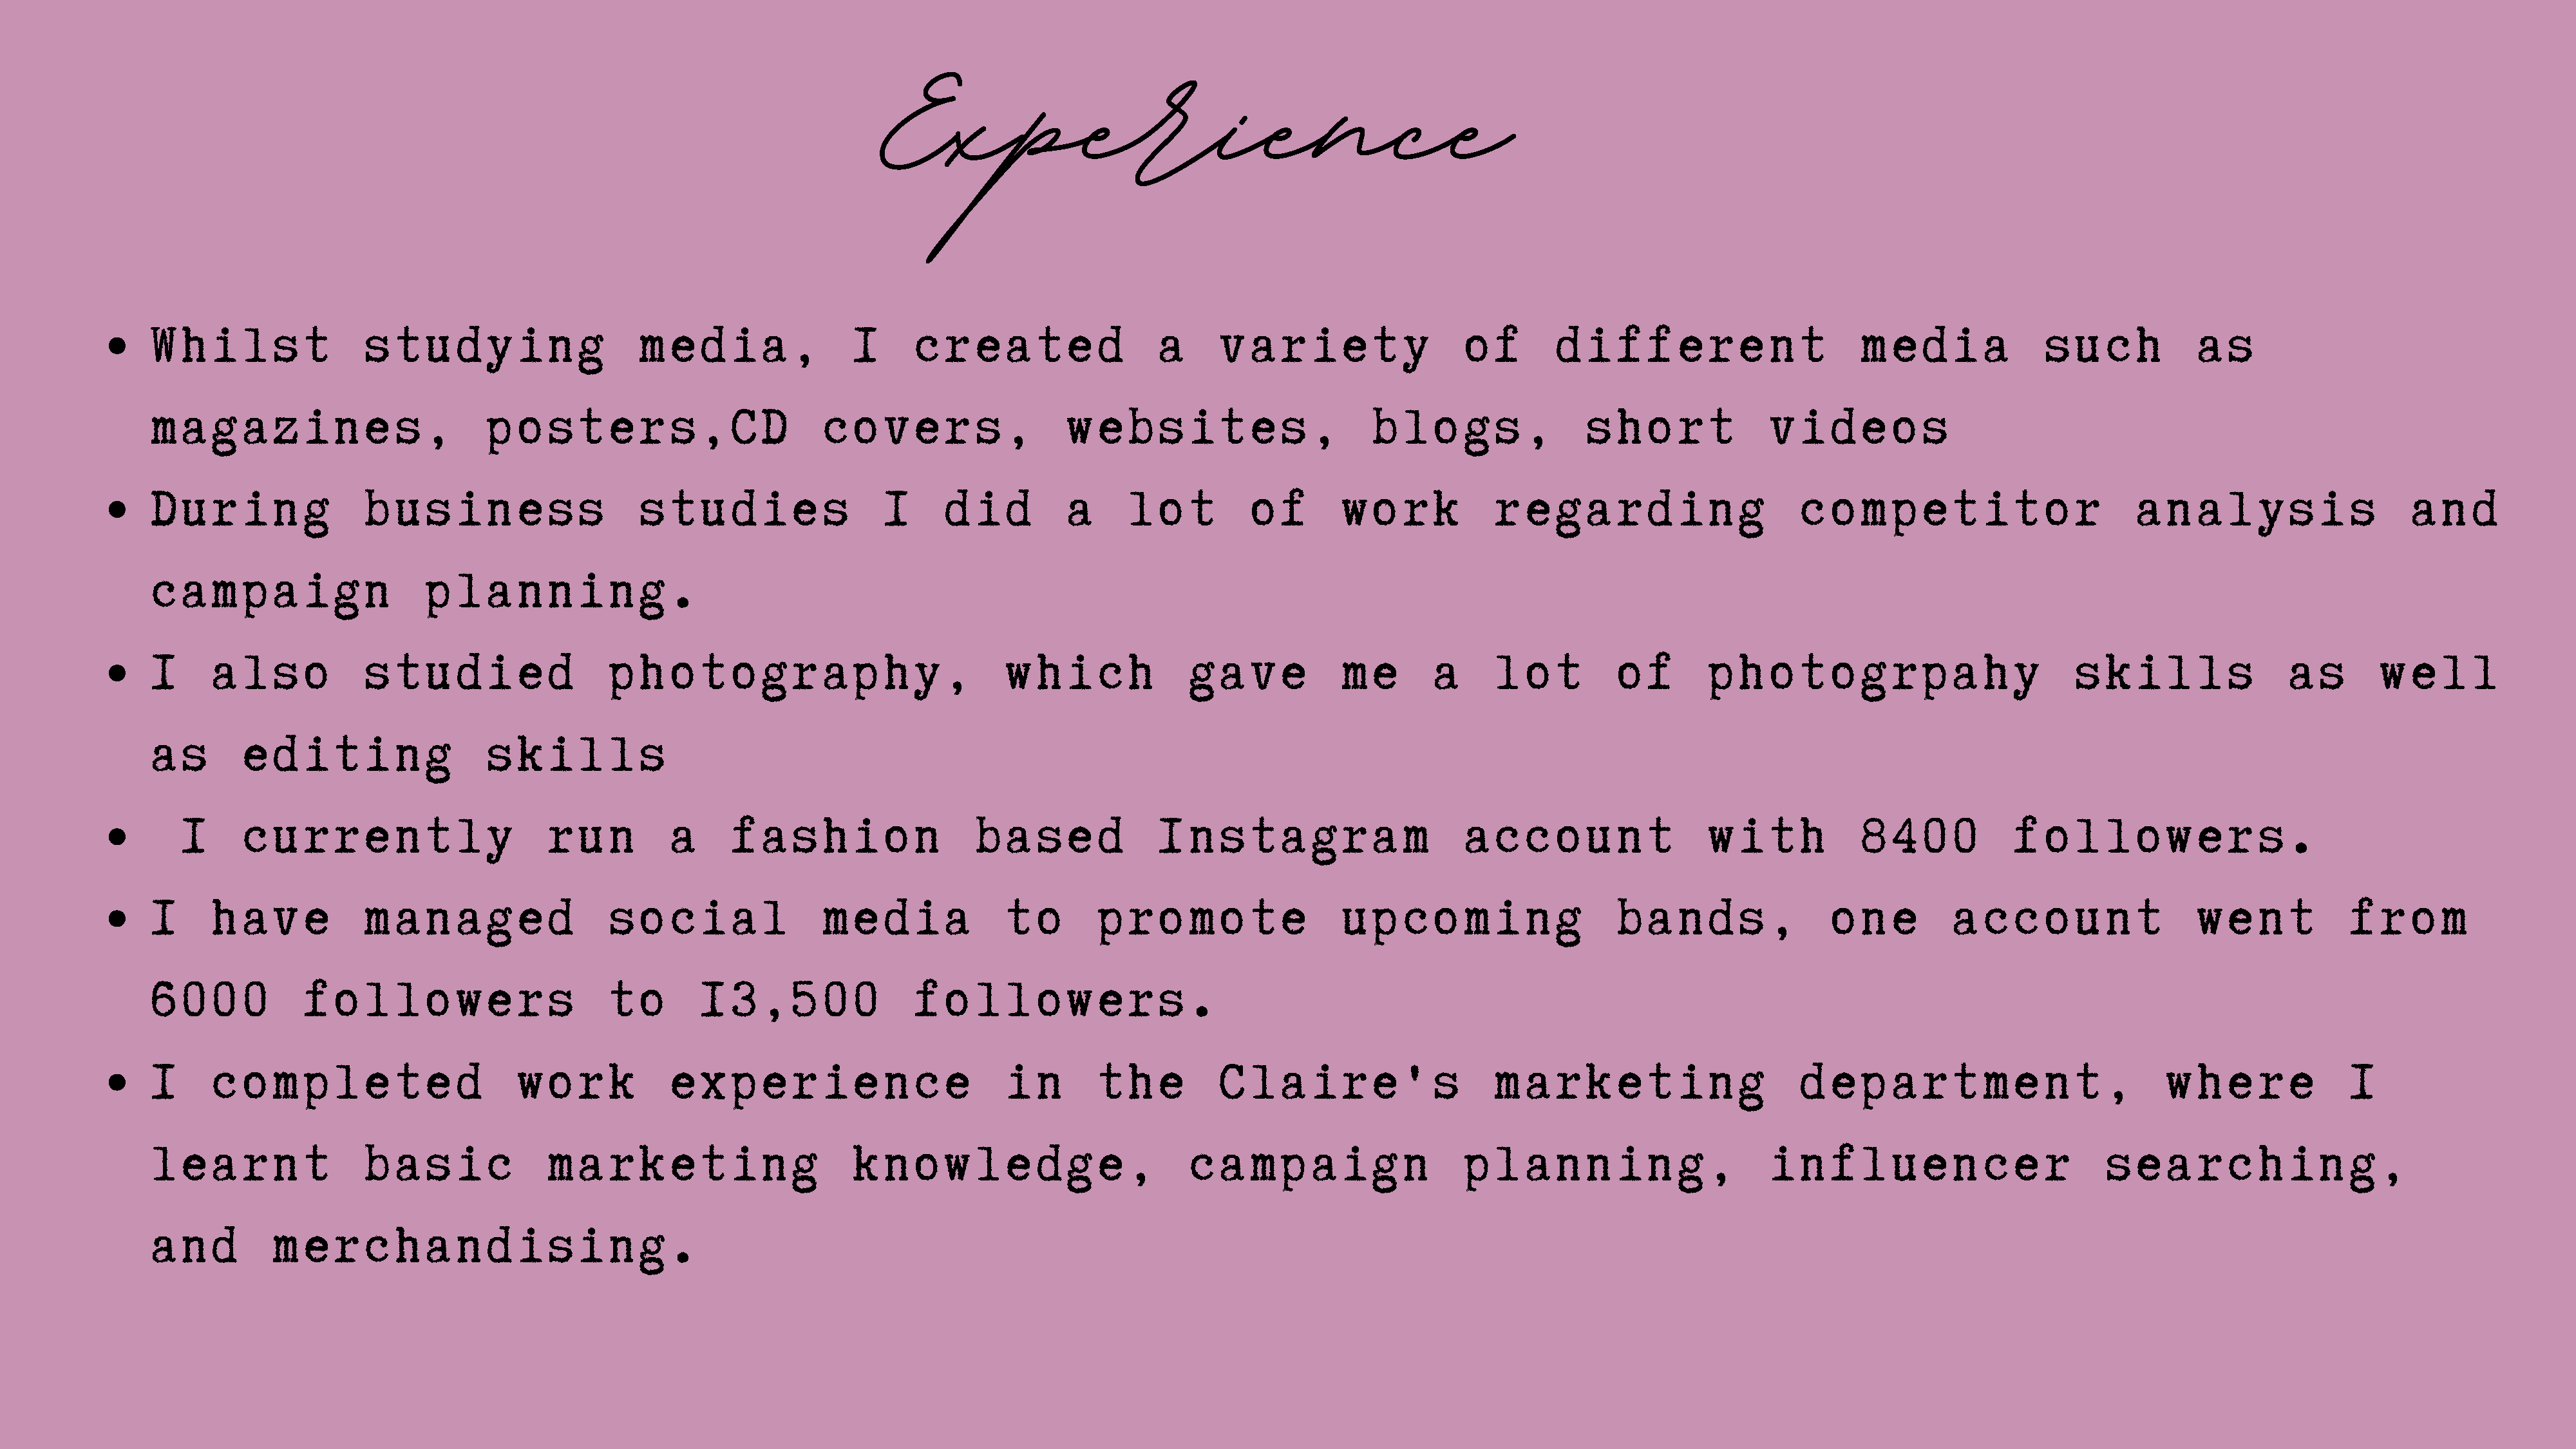 Experience
• Whilst studying media, I created a variety of different media such as
magazines, posters,CD covers, websites, blogs, short videos
• During business studies I did a lot of work regarding competitor analysis and
campaign planning.
• I also studied photography, which gave me a lot of photogrpahy skills as well
as editing skills
• I currently run a fashion based Instagram account with 8400 followers.
• I have managed social media to promote upcoming bands, one account went from
6000 followers to I3,500 followers.
• I completed work experience in the Claire's marketing department, where I
learnt basic marketing knowledge, campaign planning, influencer searching,
and merchandising.